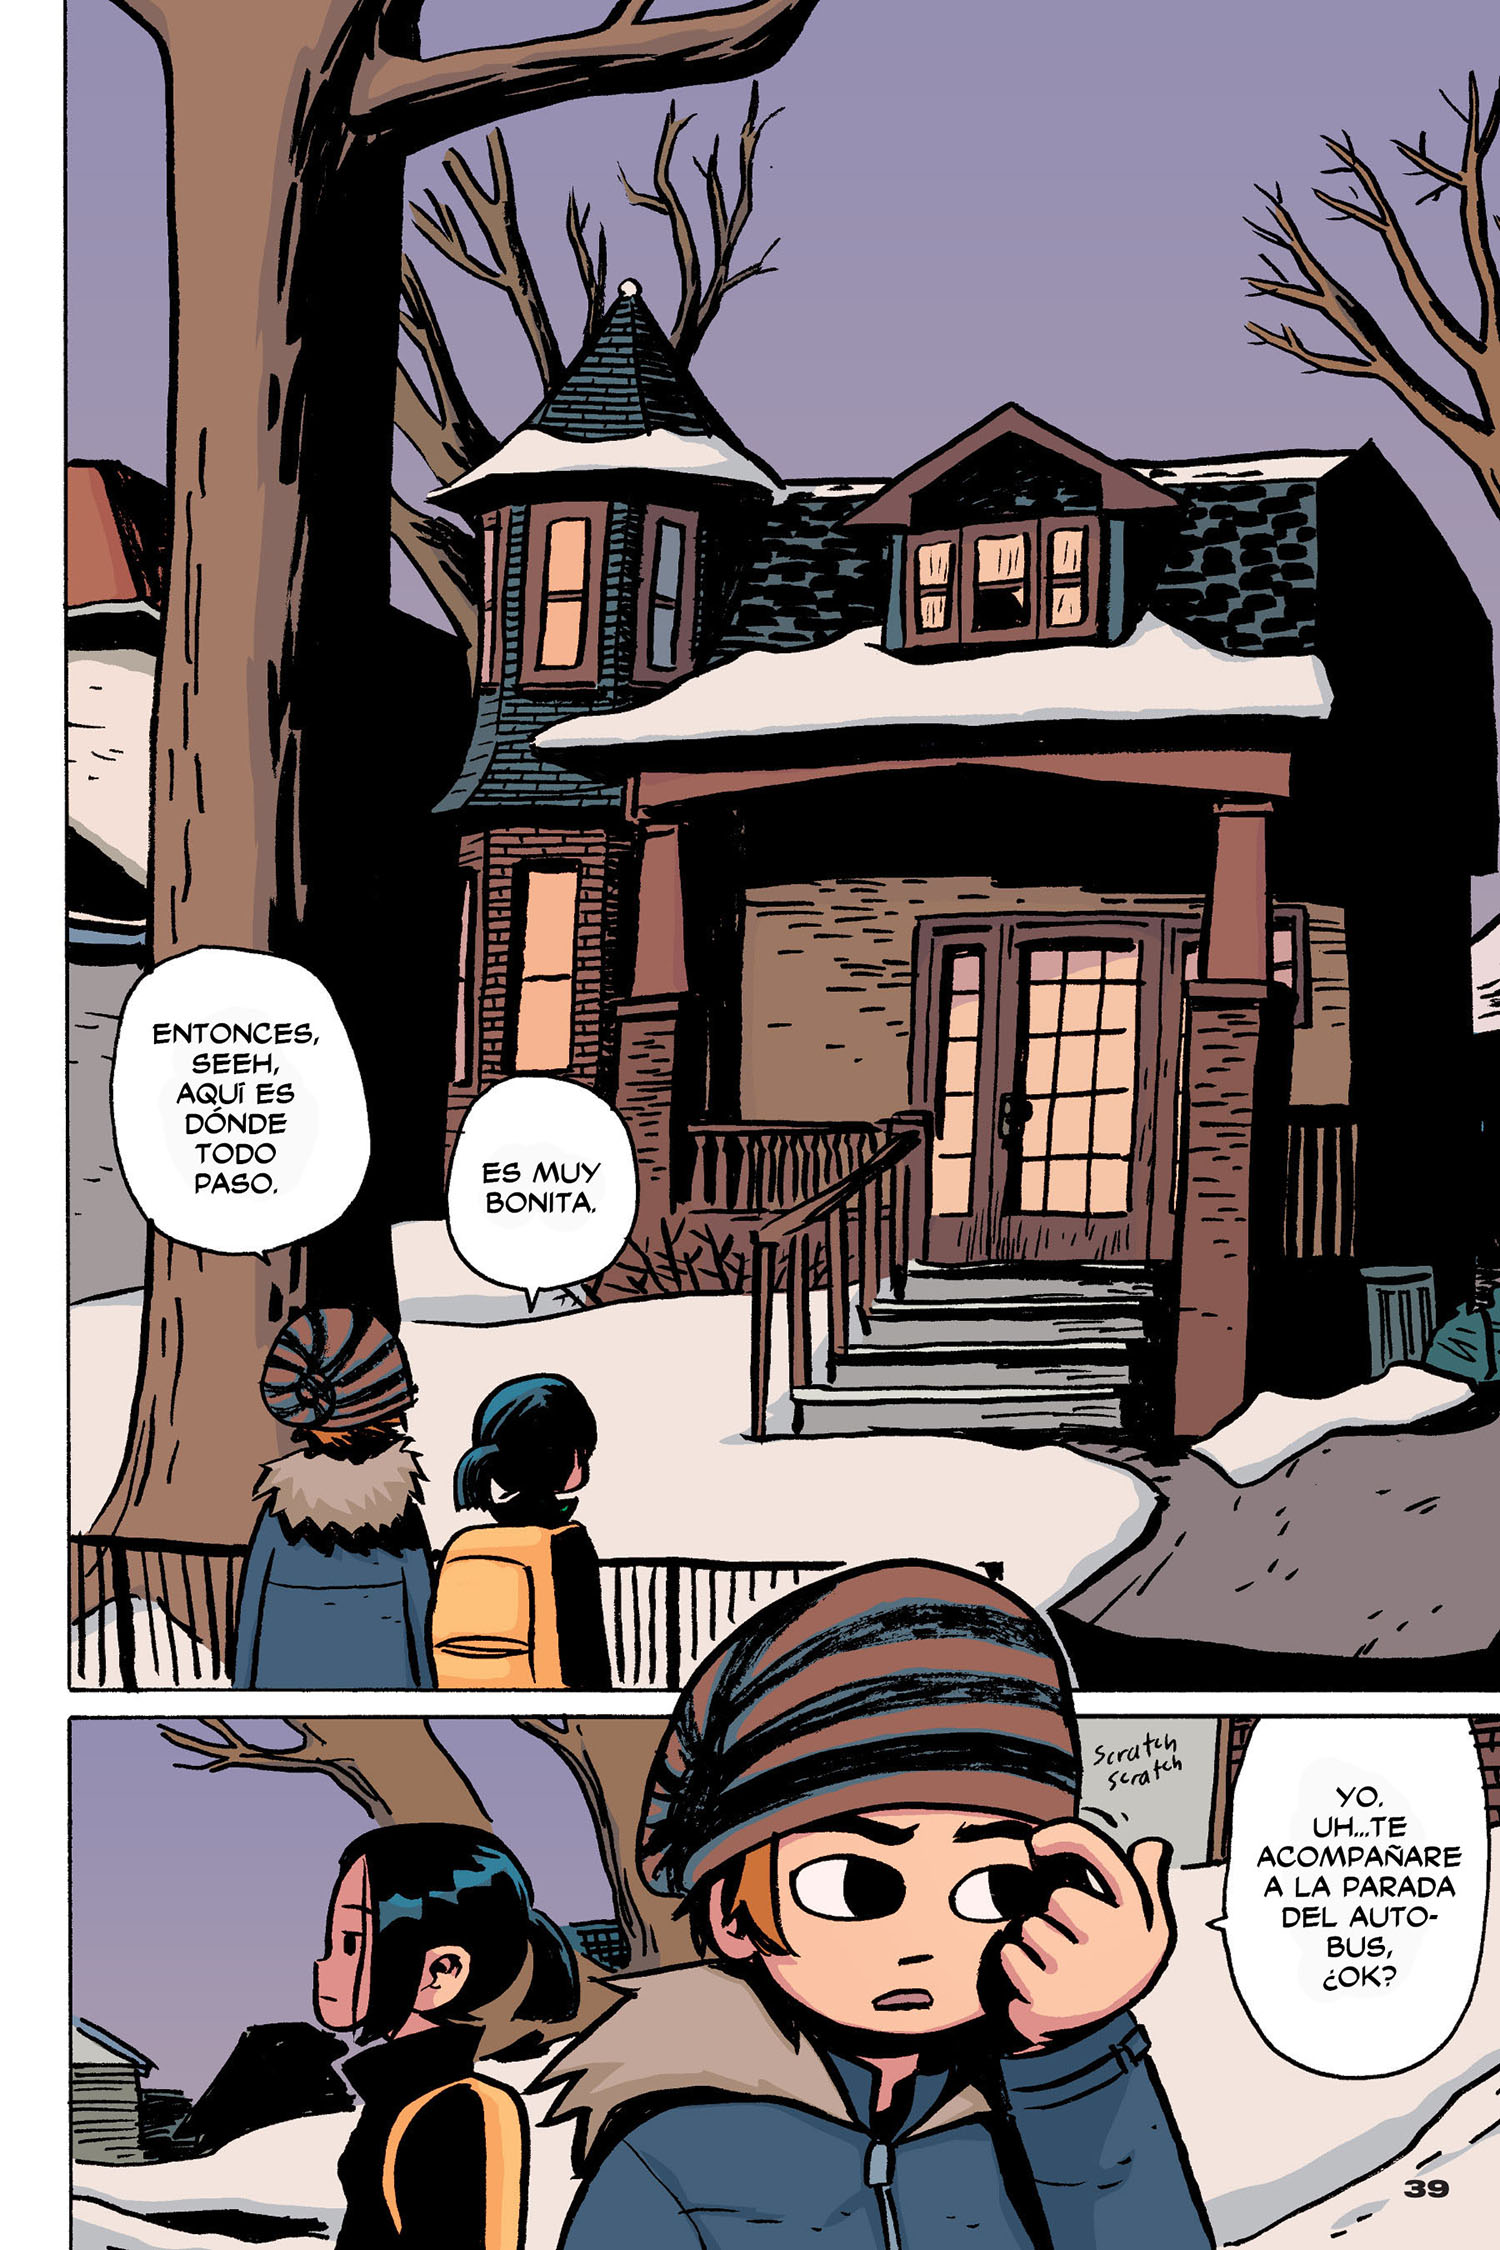 ENTONCES,
SEEH,
AQUÍ ES
DÓNDE
TODO
PASO.
ES MUY
BONITA.
scratch
scratch
YO.
UH...TE
ACOMPAÑARE
A LA PARADA
DEL AUTO-
BUS,
¿OK?
39